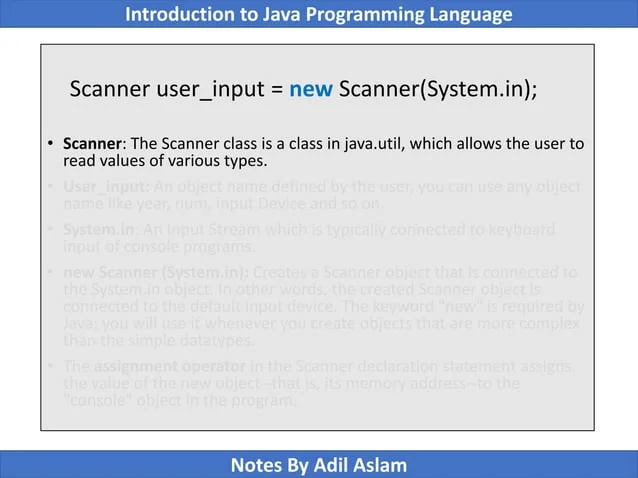 Introduction to Java Programming Language
Scanner user_input = new Scanner(System.in);
• Scanner: The Scanner class is a class in java.util, which allows the user to
read values of various types.
• User_input: An object name defined by the user, you can use any object
name like year, num, input Device and so on.
• System.in: An Input Stream which is typically connected to keyboard
input of console programs.
• new Scanner (System.in): Creates a Scanner object that is connected to
the System.in object. In other words, the created Scanner object is
connected to the default input device. The keyword "new" is required by
Java; you will use it whenever you create objects that are more complex
than the simple datatypes.
• The assignment operator in the Scanner declaration statement assigns
the value of the new object--that is, its memory address--to the
"console" object in the program.
Notes By Adil Aslam